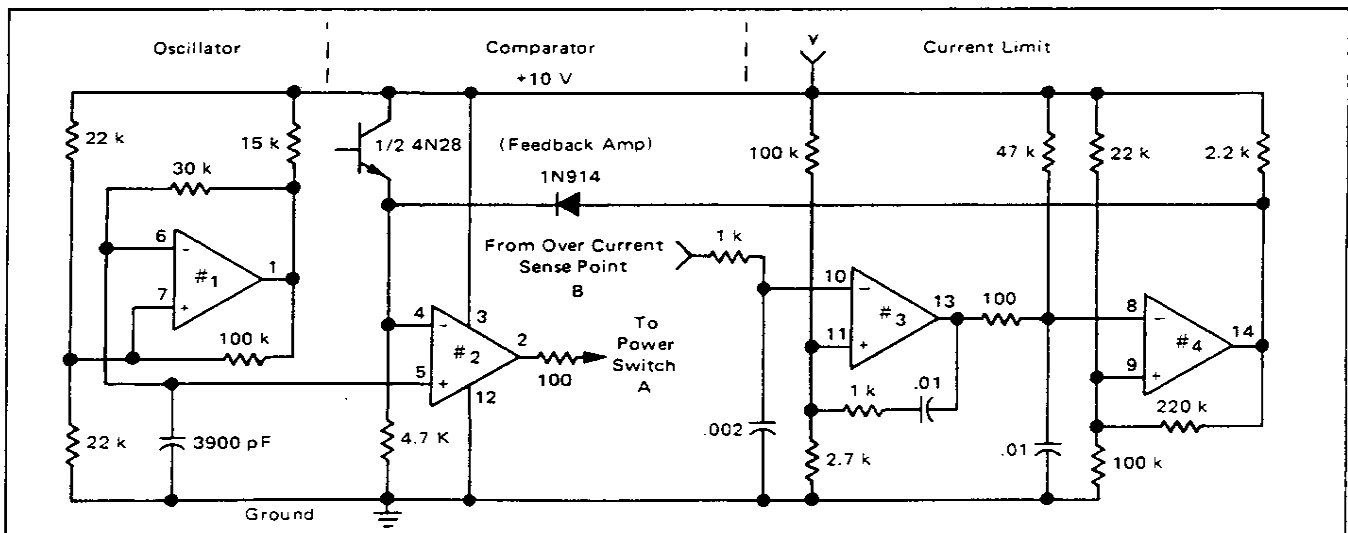 Oscillator
Comparator
+10 V
V
Current Limit
22 k
15 k
30 k
1/2 4N28
(Feedback Amp)
1N914
100 k
47 k
22 k
2.2 k
6
-
#1
1
7
+
100 k
From Over Current
Sense Point
B
1 k
4
-
3
#2
2
5
+
12
100
To
Power
Switch
A
10
-
13
#3
11
+
100
8
-
#4
14
9
+
1 k
.01
220 k
22 k
3900 pF
4.7 K
.002
2.7 k
.01
100 k
Ground